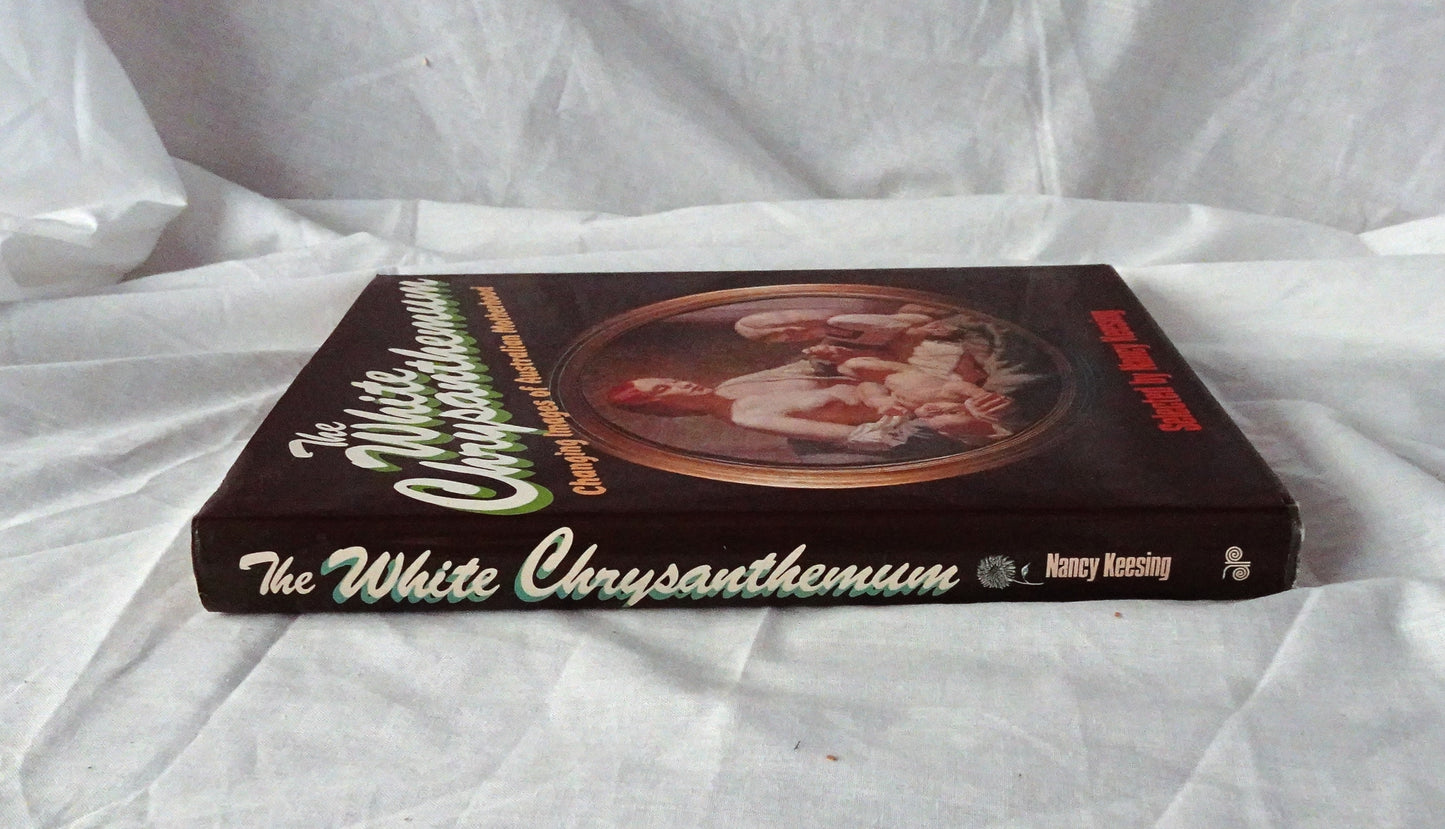 The
White
Chrysanthemum
Changing Images of Australian Motherhood
Selected by Nancy Keesing
The White Chrysanthemum Nancy Keesing